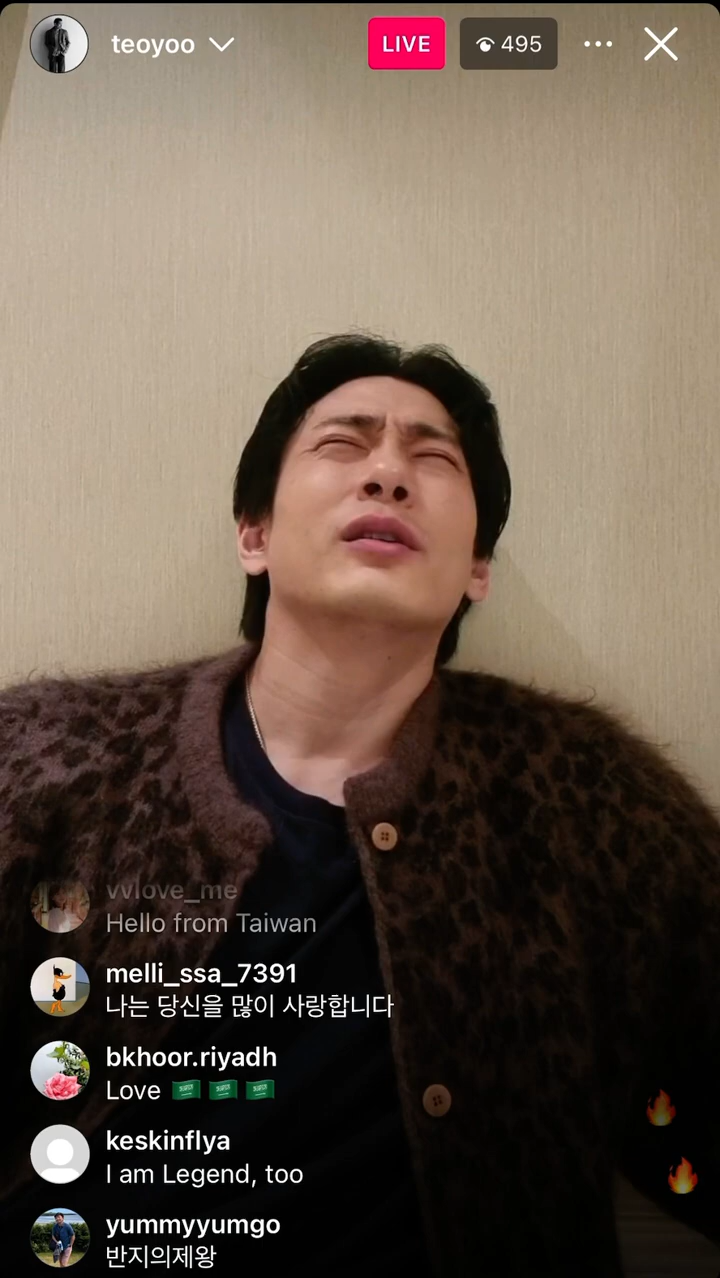 teoyoo
LIVE
495
vvlove_me
Hello from Taiwan
melli_ssa_7391
나는 당신을 많이 사랑합니다
bkhoor.riyadh
Love 🇸🇦 🇸🇦 🇸🇦
keskinflya
I am Legend, too
yummyyumgo
반지의제왕